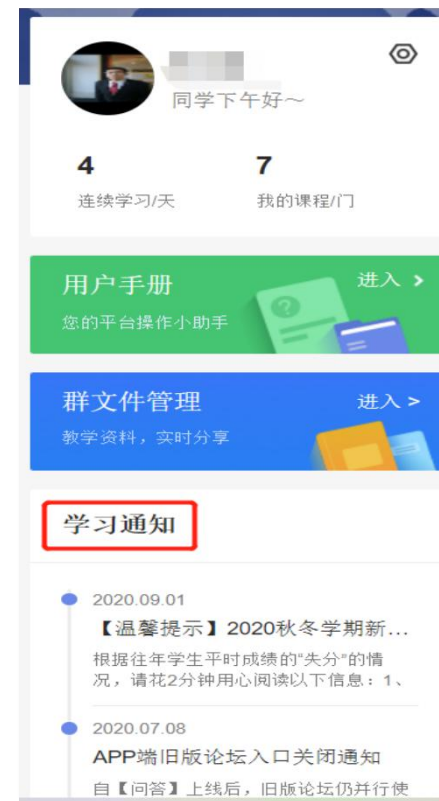 同学下午好～
4 7
连续学习/天 我的课程/门
用户手册 进入 >
您的平台操作小助手
群文件管理 进入 >
教学资料，实时分享
学习通知
2020.09.01
【温馨提示】2020秋冬学期新...
根据往年学生平时成绩的“失分”的情
况，请花2分钟用心阅读以下信息：1、
2020.07.08
APP端旧版论坛入口关闭通知
自【问答】上线后，旧版论坛仍并行使